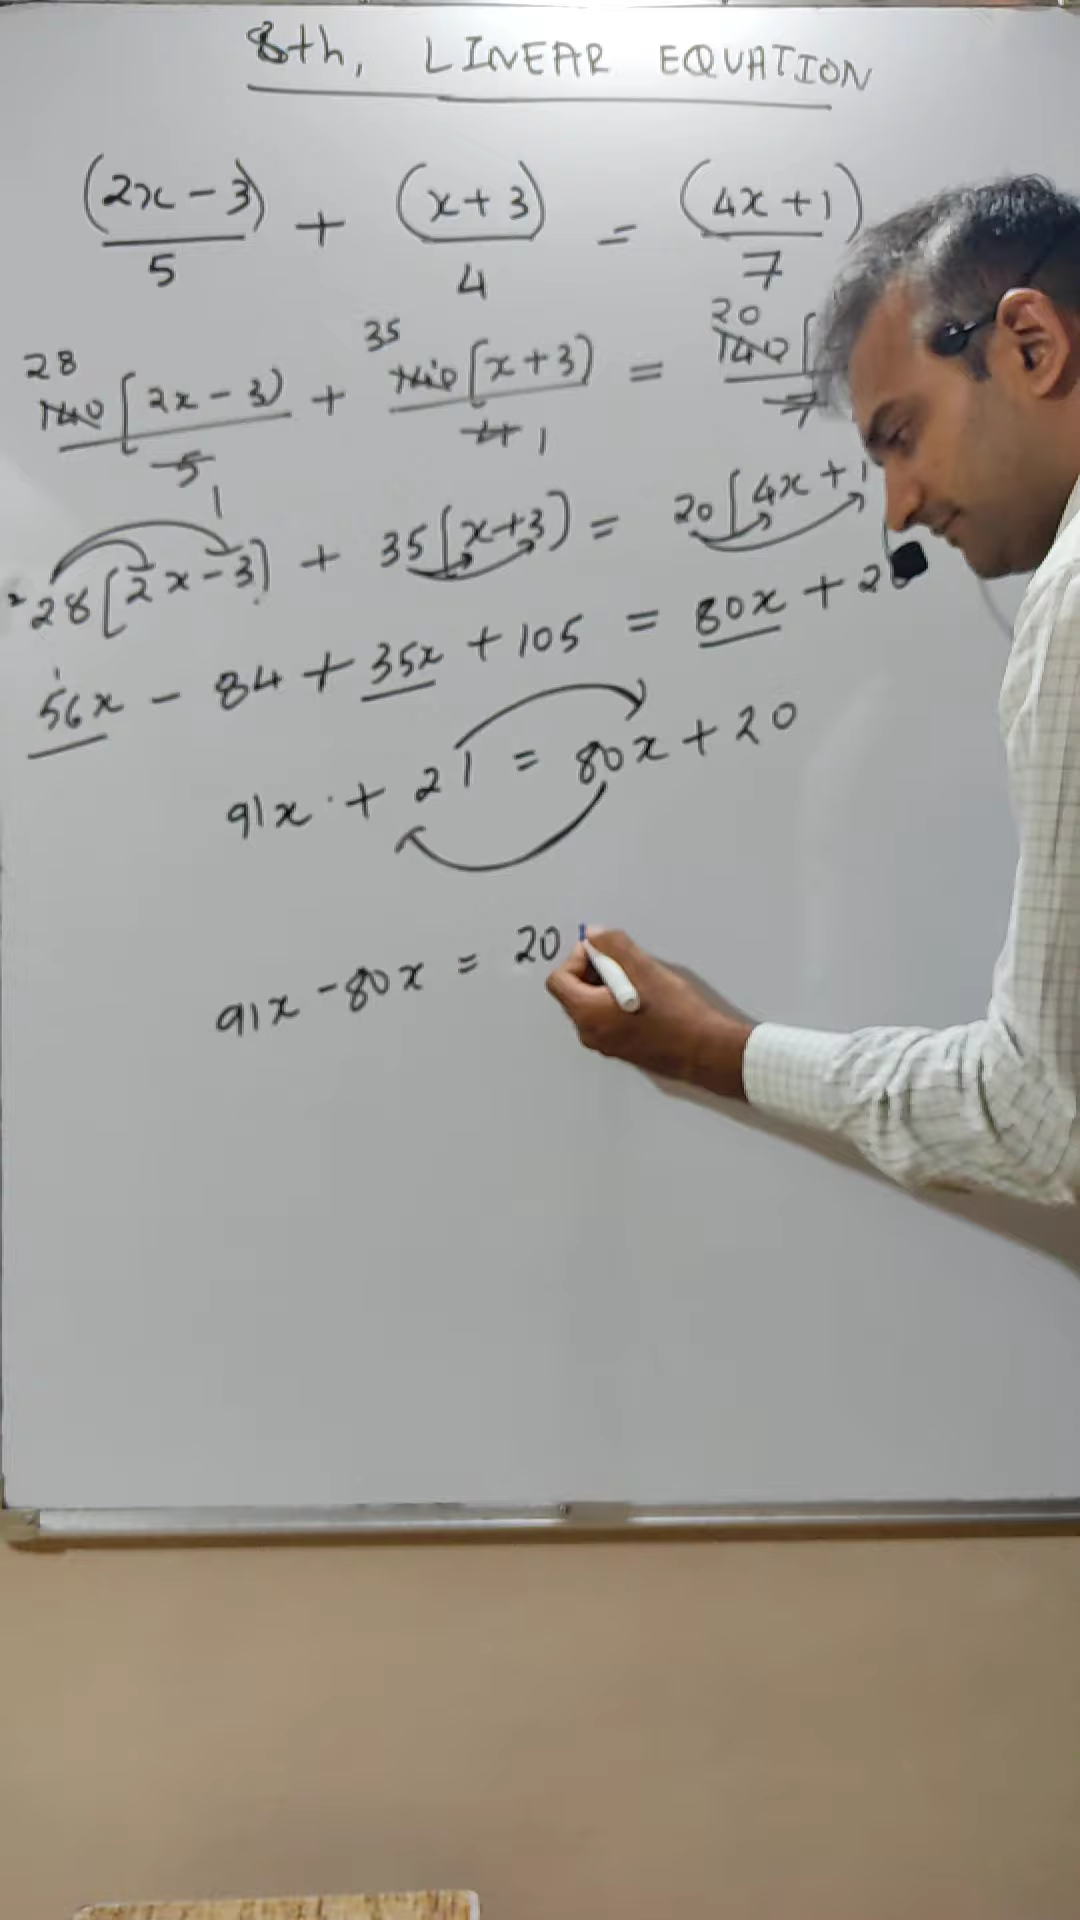 8th, LINEAR EQUATION
(2x - 3)/5 + (x + 3)/4 = (4x + 1)/7
28 35 20
140(2x - 3)/5 + 140(x + 3)/4 = 140(/7
1 1
28(2x - 3) + 35(x + 3) = 20(4x + 1
56x - 84 + 35x + 105 = 80x + 2
91x + 21 = 80x + 20
91x - 80x = 20